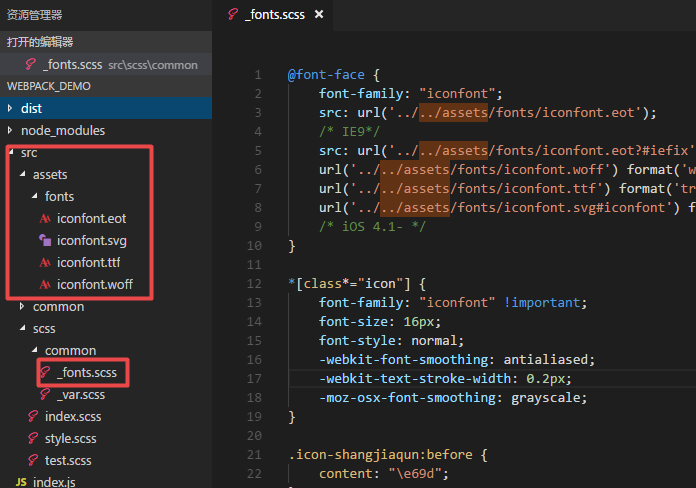 资源管理器
打开的编辑器
_fonts.scss src\scss\common
WEBPACK_DEMO
dist
node_modules
src
assets
fonts
iconfont.eot
iconfont.svg
iconfont.ttf
iconfont.woff
common
scss
common
_fonts.scss
_var.scss
index.scss
style.scss
test.scss
JS index.js
_fonts.scss ×
1 @font-face {
2 font-family: "iconfont";
3 src: url('../../assets/fonts/iconfont.eot');
4 /* IE9*/
5 src: url('../../assets/fonts/iconfont.eot?#iefix'
6 url('../../assets/fonts/iconfont.woff') format('w
7 url('../../assets/fonts/iconfont.ttf') format('tr
8 url('../../assets/fonts/iconfont.svg#iconfont') f
9 /* iOS 4.1- */
10 }
11
12 *[class*="icon"] {
13 font-family: "iconfont" !important;
14 font-size: 16px;
15 font-style: normal;
16 -webkit-font-smoothing: antialiased;
17 -webkit-text-stroke-width: 0.2px;
18 -moz-osx-font-smoothing: grayscale;
19 }
20
21 .icon-shangjiaqun:before {
22 content: "\e69d";